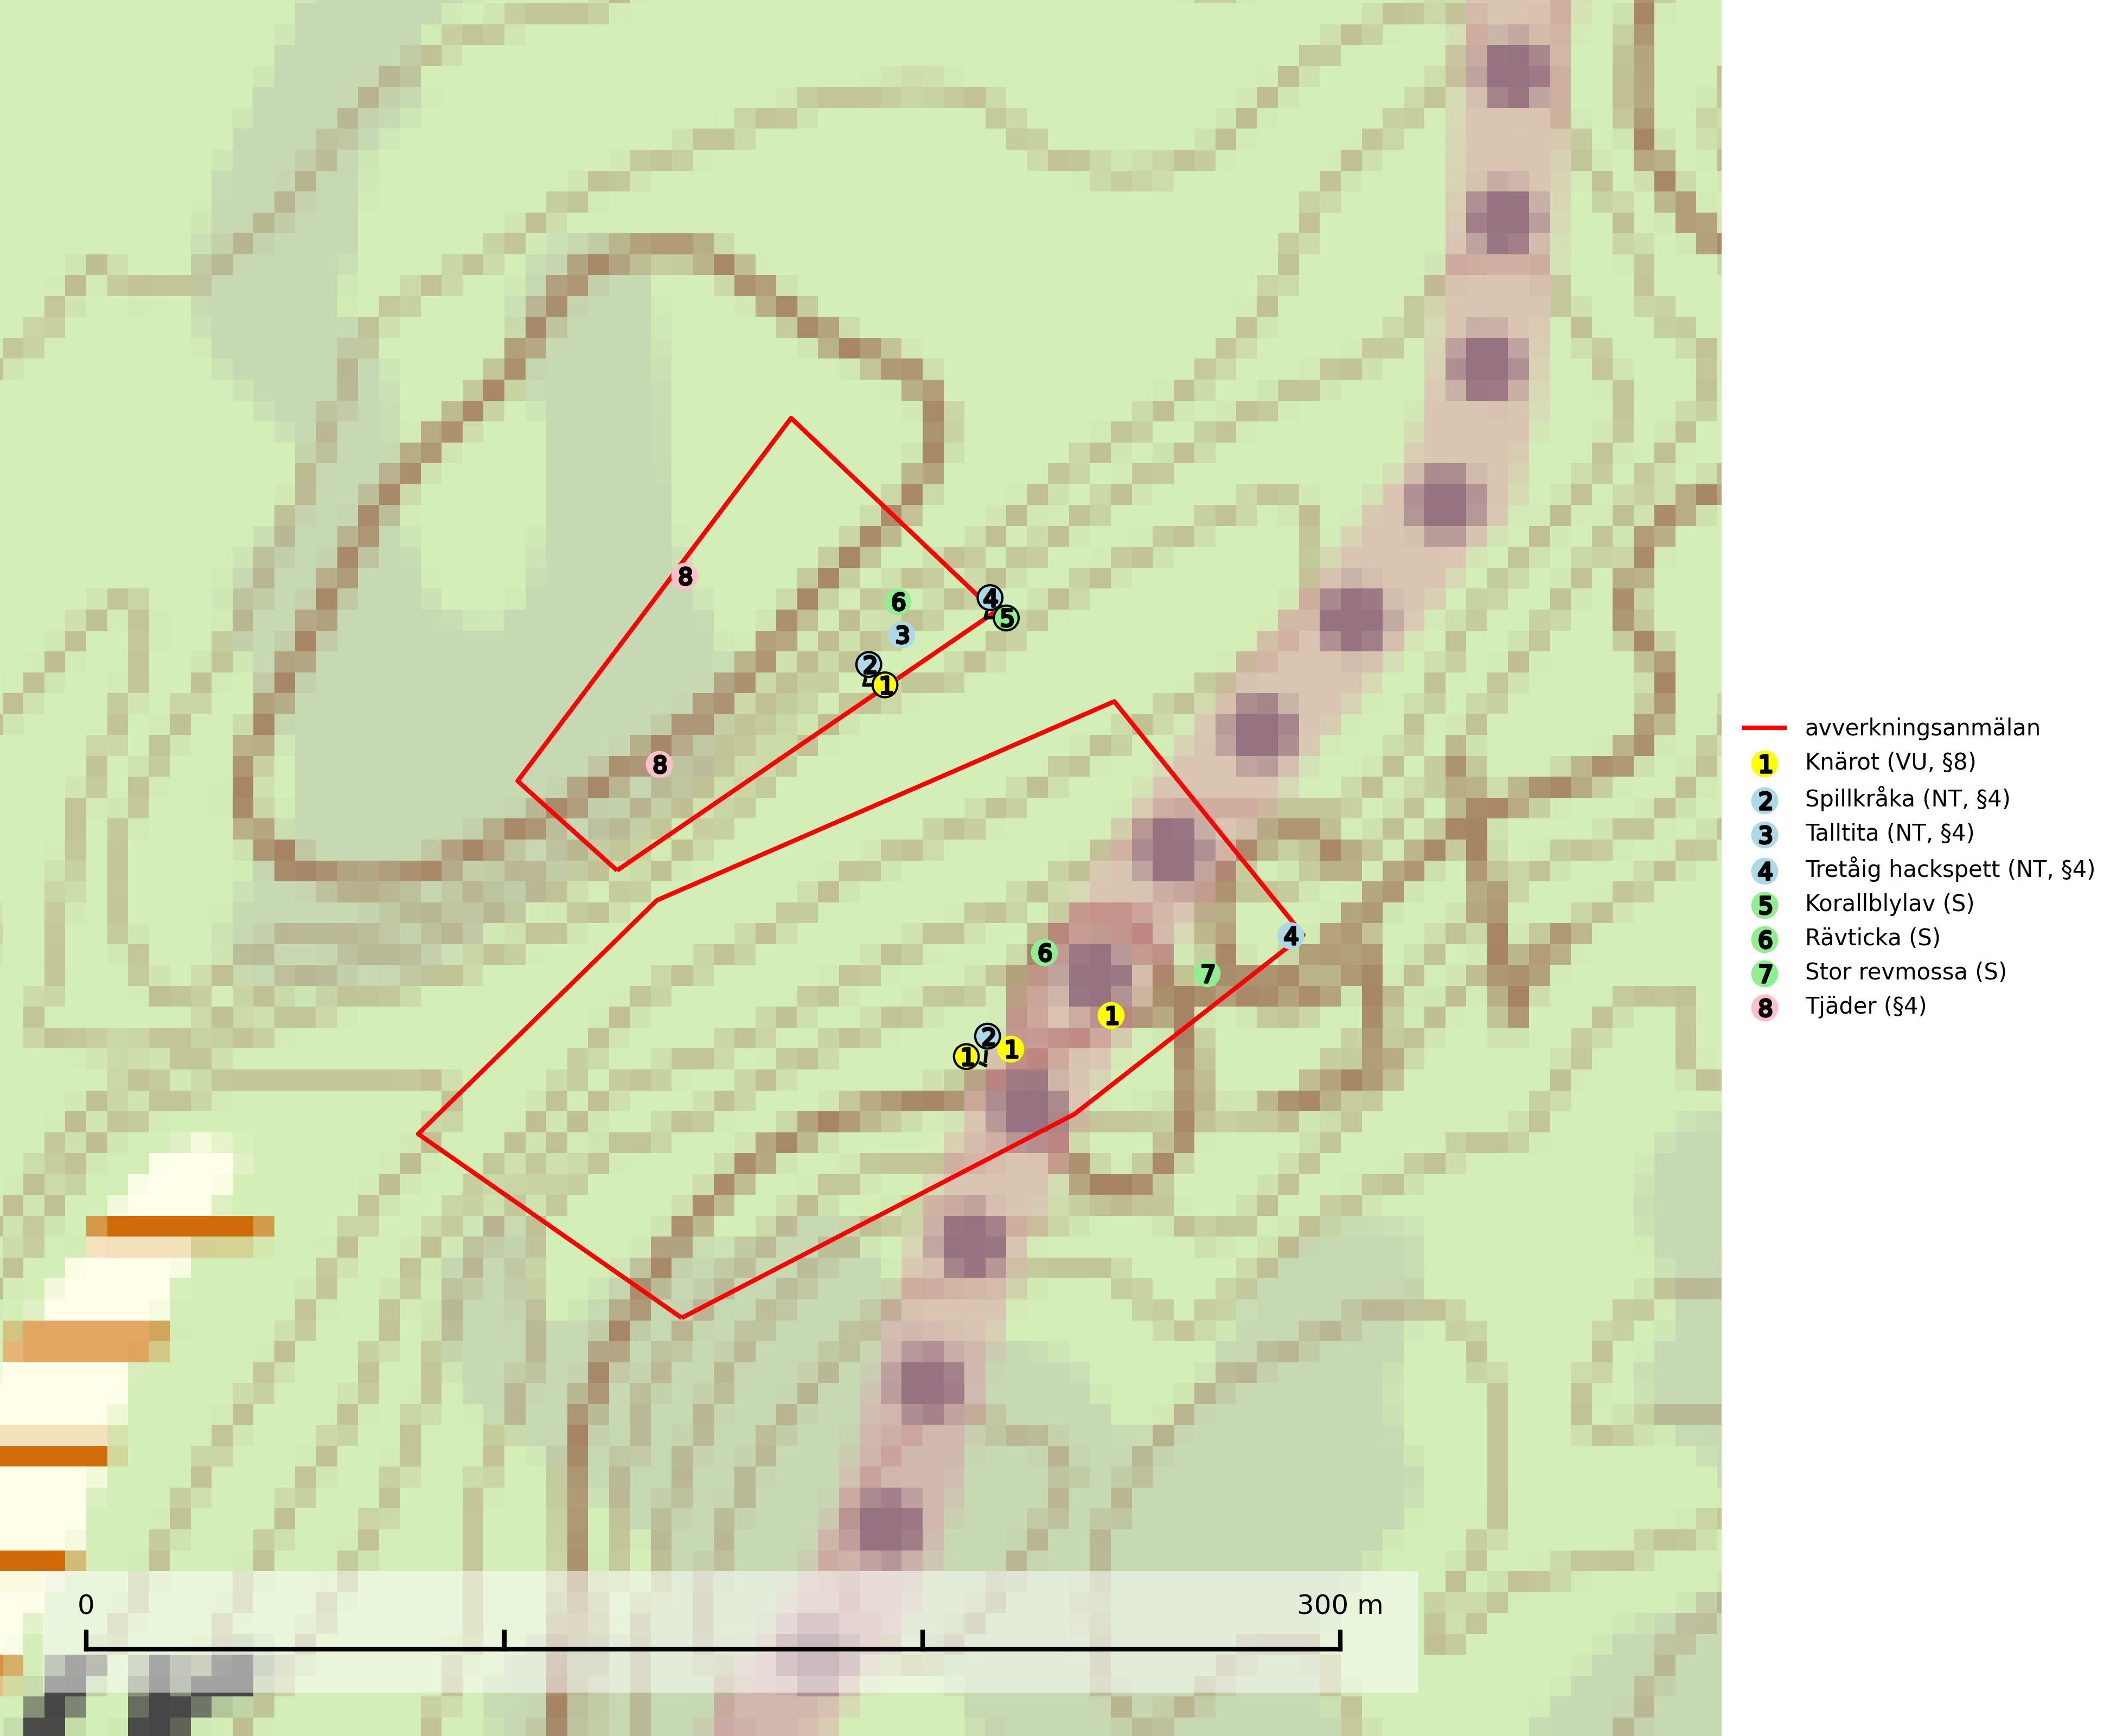 8
6
4
5
3
2
1
8
4
6
7
1
2
1
1
avverkningsanmälan
1 Knärot (VU, §8)
2 Spillkråka (NT, §4)
3 Talltita (NT, §4)
4 Tretåig hackspett (NT, §4)
5 Korallblylav (S)
6 Rävticka (S)
7 Stor revmossa (S)
8 Tjäder (§4)
0 300 m